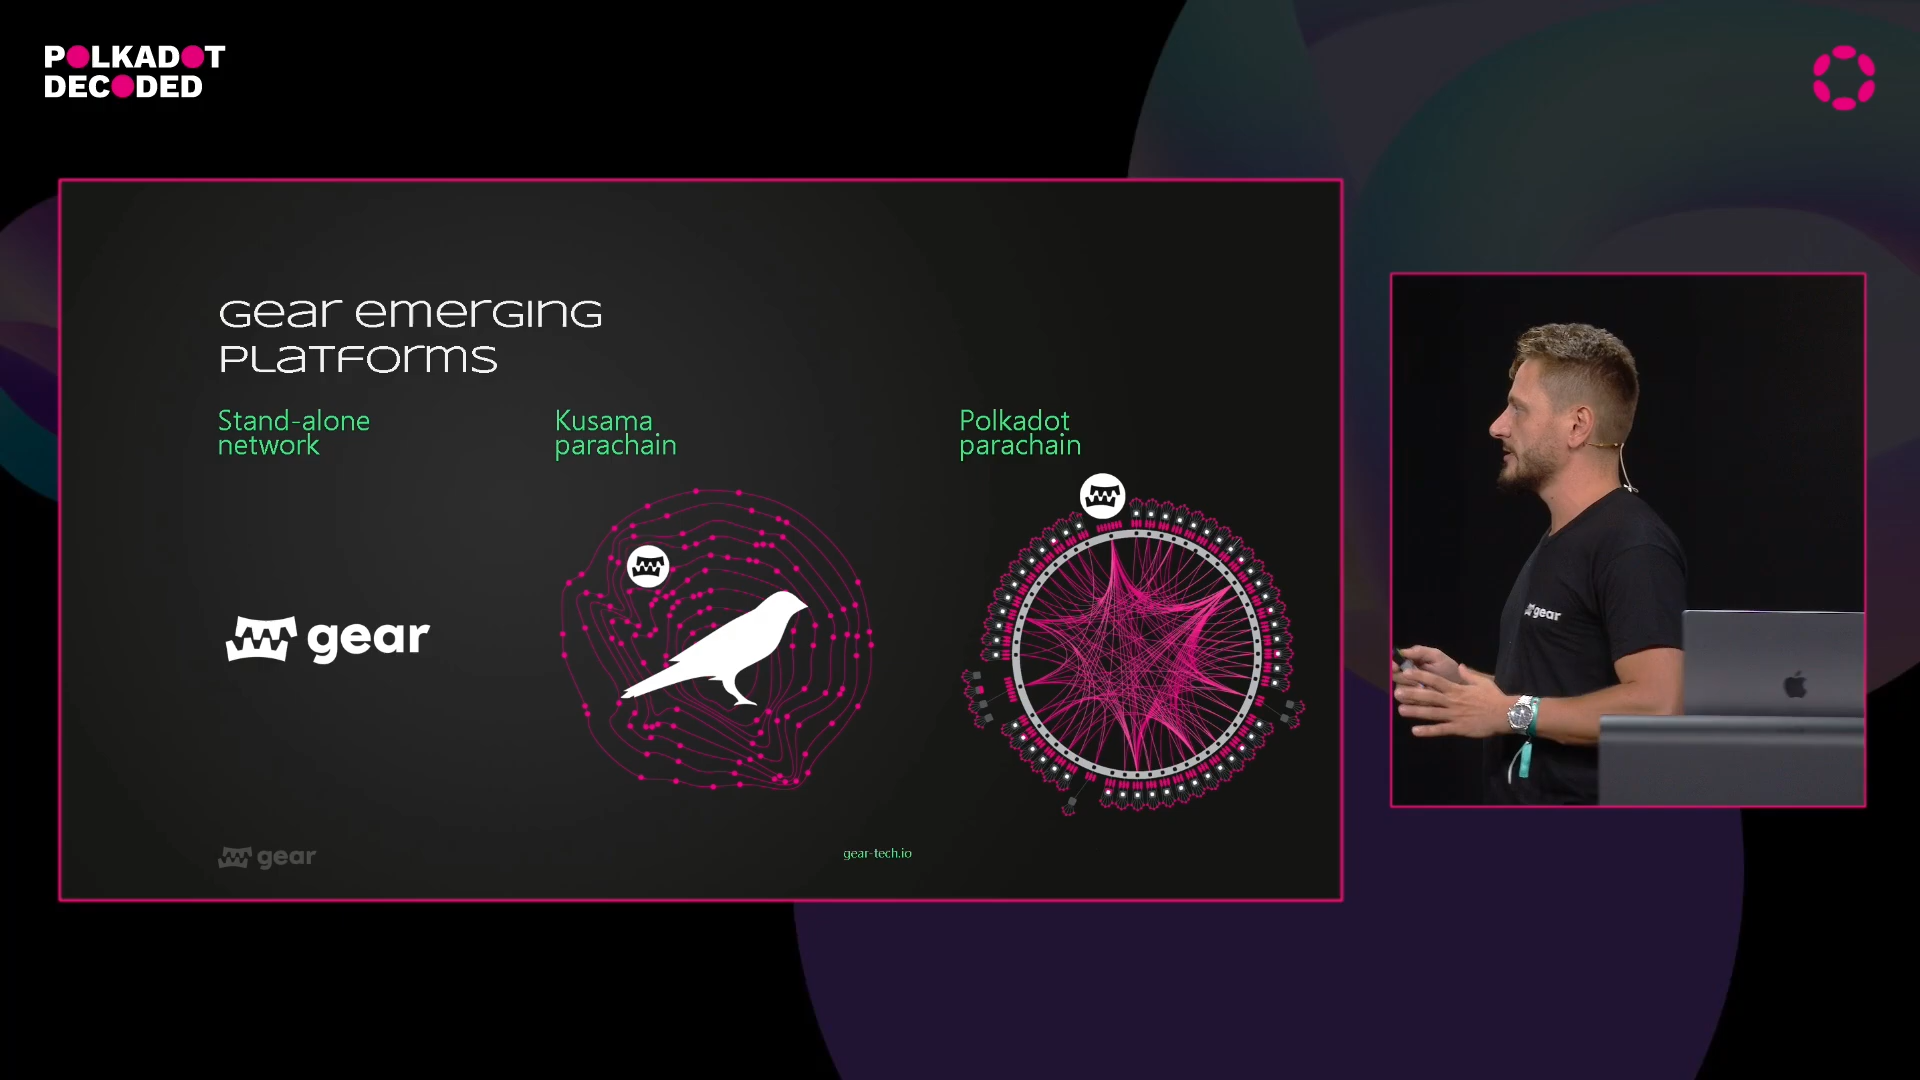 POLKADOT
DECODED
Gear emerging
platforms
Stand-alone
network
Kusama
parachain
Polkadot
parachain
gear
gear
gear-tech.io
gear